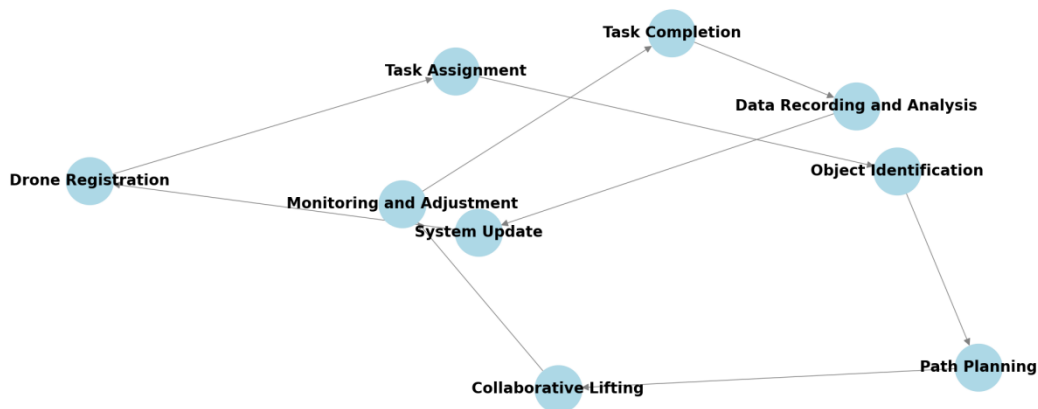 Task Completion
Task Assignment
Data Recording and Analysis
Object Identification
Drone Registration
Monitoring and Adjustment
System Update
Path Planning
Collaborative Lifting